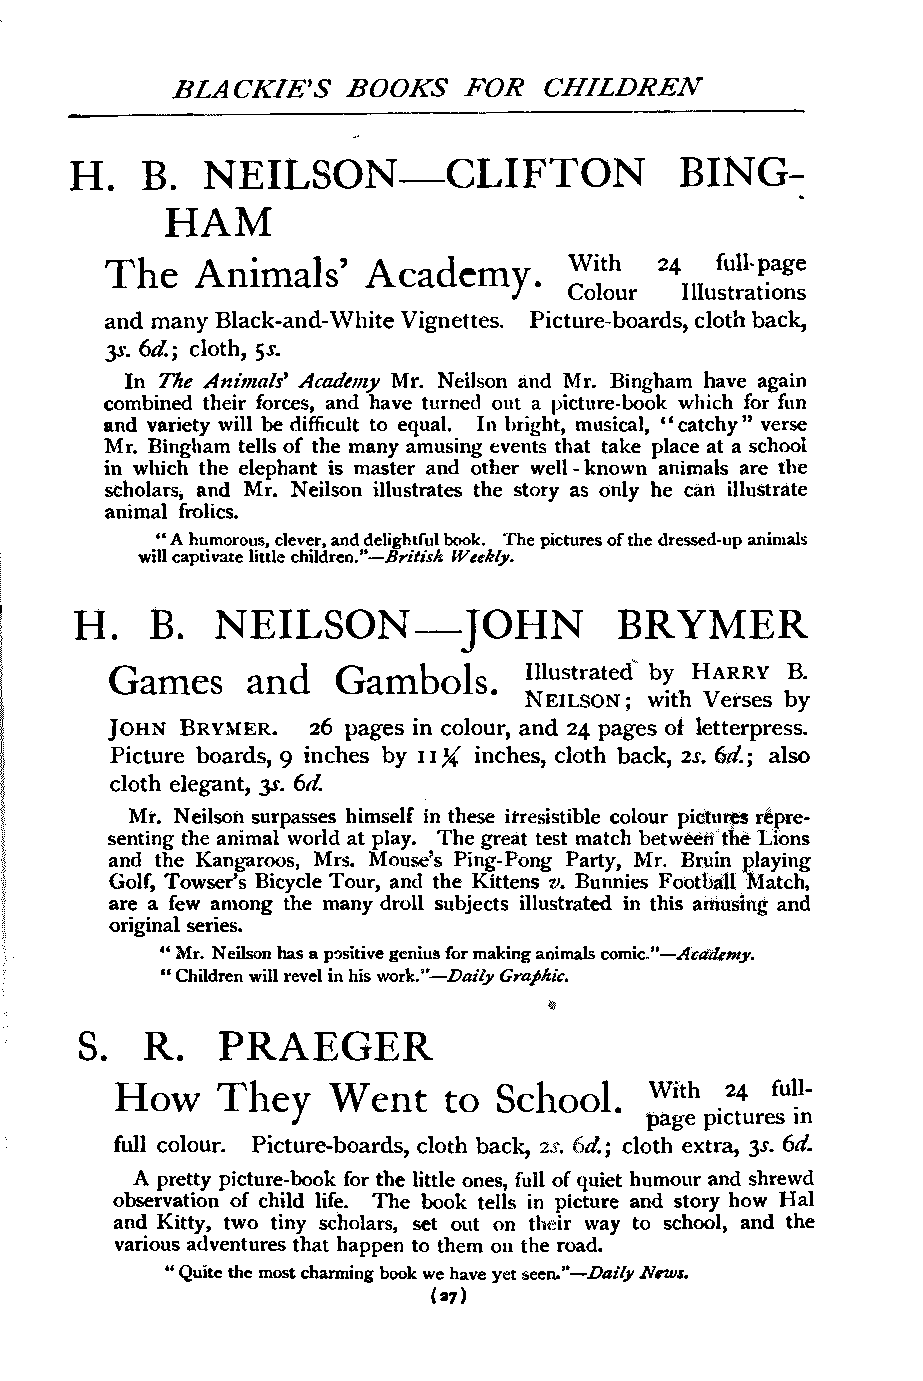 BLACKIE'S BOOKS FOR CHILDREN
H. B. NEILSON—CLIFTON BING-
HAM
The Animals' Academy. With 24 full-page
Colour Illustrations
and many Black-and-White Vignettes. Picture-boards, cloth back,
3s. 6d.; cloth, 5s.
In The Animals' Academy Mr. Neilson and Mr. Bingham have again
combined their forces, and have turned out a picture-book which for fun
and variety will be difficult to equal. In bright, musical, "catchy" verse
Mr. Bingham tells of the many amusing events that take place at a school
in which the elephant is master and other well-known animals are the
scholars, and Mr. Neilson illustrates the story as only he can illustrate
animal frolics.
"A humorous, clever, and delightful book. The pictures of the dressed-up animals
will captivate little children."—British Weekly.
H. B. NEILSON—JOHN BRYMER
Games and Gambols. Illustrated by HARRY B.
NEILSON; with Verses by
JOHN BRYMER. 26 pages in colour, and 24 pages of letterpress.
Picture boards, 9 inches by 11¼ inches, cloth back, 2s. 6d.; also
cloth elegant, 3s. 6d.
Mr. Neilson surpasses himself in these irresistible colour pictures repre-
senting the animal world at play. The great test match between the Lions
and the Kangaroos, Mrs. Mouse's Ping-Pong Party, Mr. Bruin playing
Golf, Towser's Bicycle Tour, and the Kittens v. Bunnies Football Match,
are a few among the many droll subjects illustrated in this amusing and
original series.
"Mr. Neilson has a positive genius for making animals comic."—Academy.
"Children will revel in his work."—Daily Graphic.
S. R. PRAEGER
How They Went to School. With 24 full-
page pictures in
full colour. Picture-boards, cloth back, 2s. 6d.; cloth extra, 3s. 6d.
A pretty picture-book for the little ones, full of quiet humour and shrewd
observation of child life. The book tells in picture and story how Hal
and Kitty, two tiny scholars, set out on their way to school, and the
various adventures that happen to them on the road.
"Quite the most charming book we have yet seen."—Daily News.
(27)